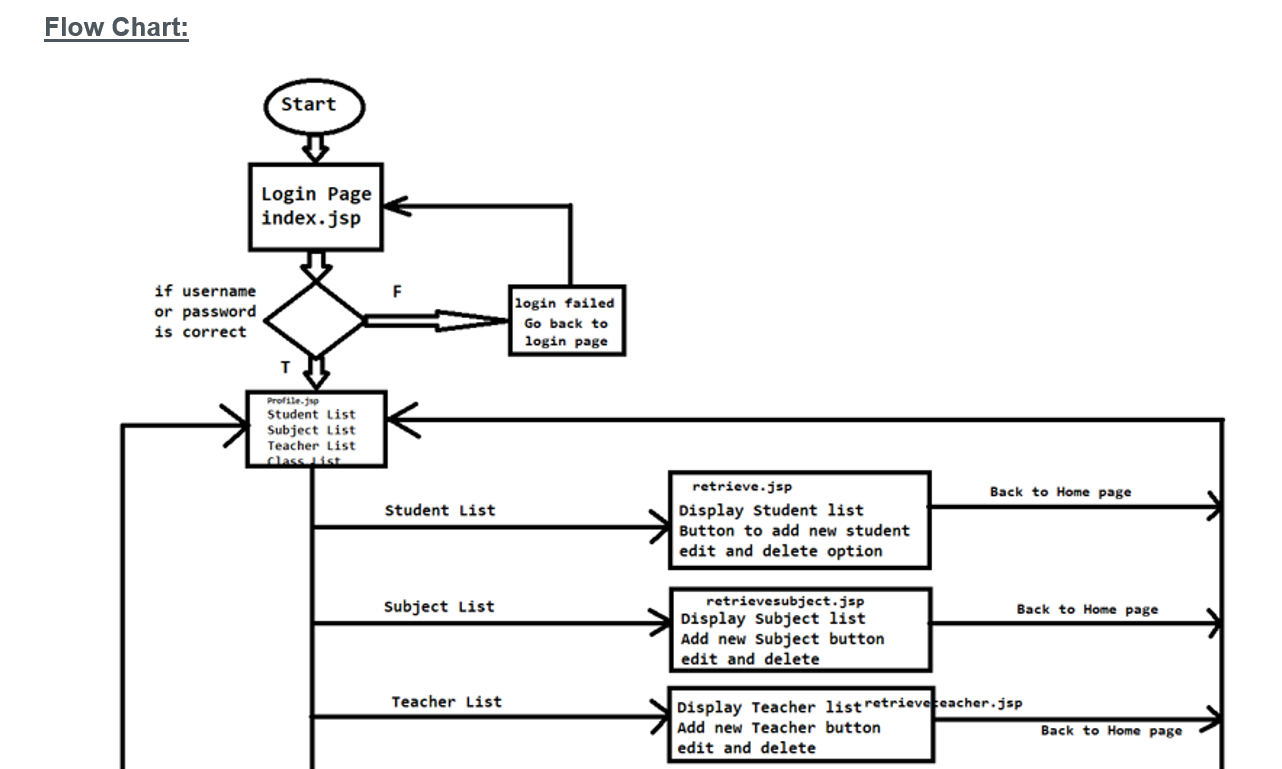 Flow Chart:
Start
Login Page
index.jsp
if username
or password
is correct
F
login failed
Go back to
login page
T
Profile.jsp
Student List
Subject List
Teacher List
Class List
Student List
retrieve.jsp
Display Student list
Button to add new student
edit and delete option
Back to Home page
Subject List
retrievesubject.jsp
Display Subject list
Add new Subject button
edit and delete
Back to Home page
Teacher List
Display Teacher list retrieveteacher.jsp
Add new Teacher button
edit and delete
Back to Home page